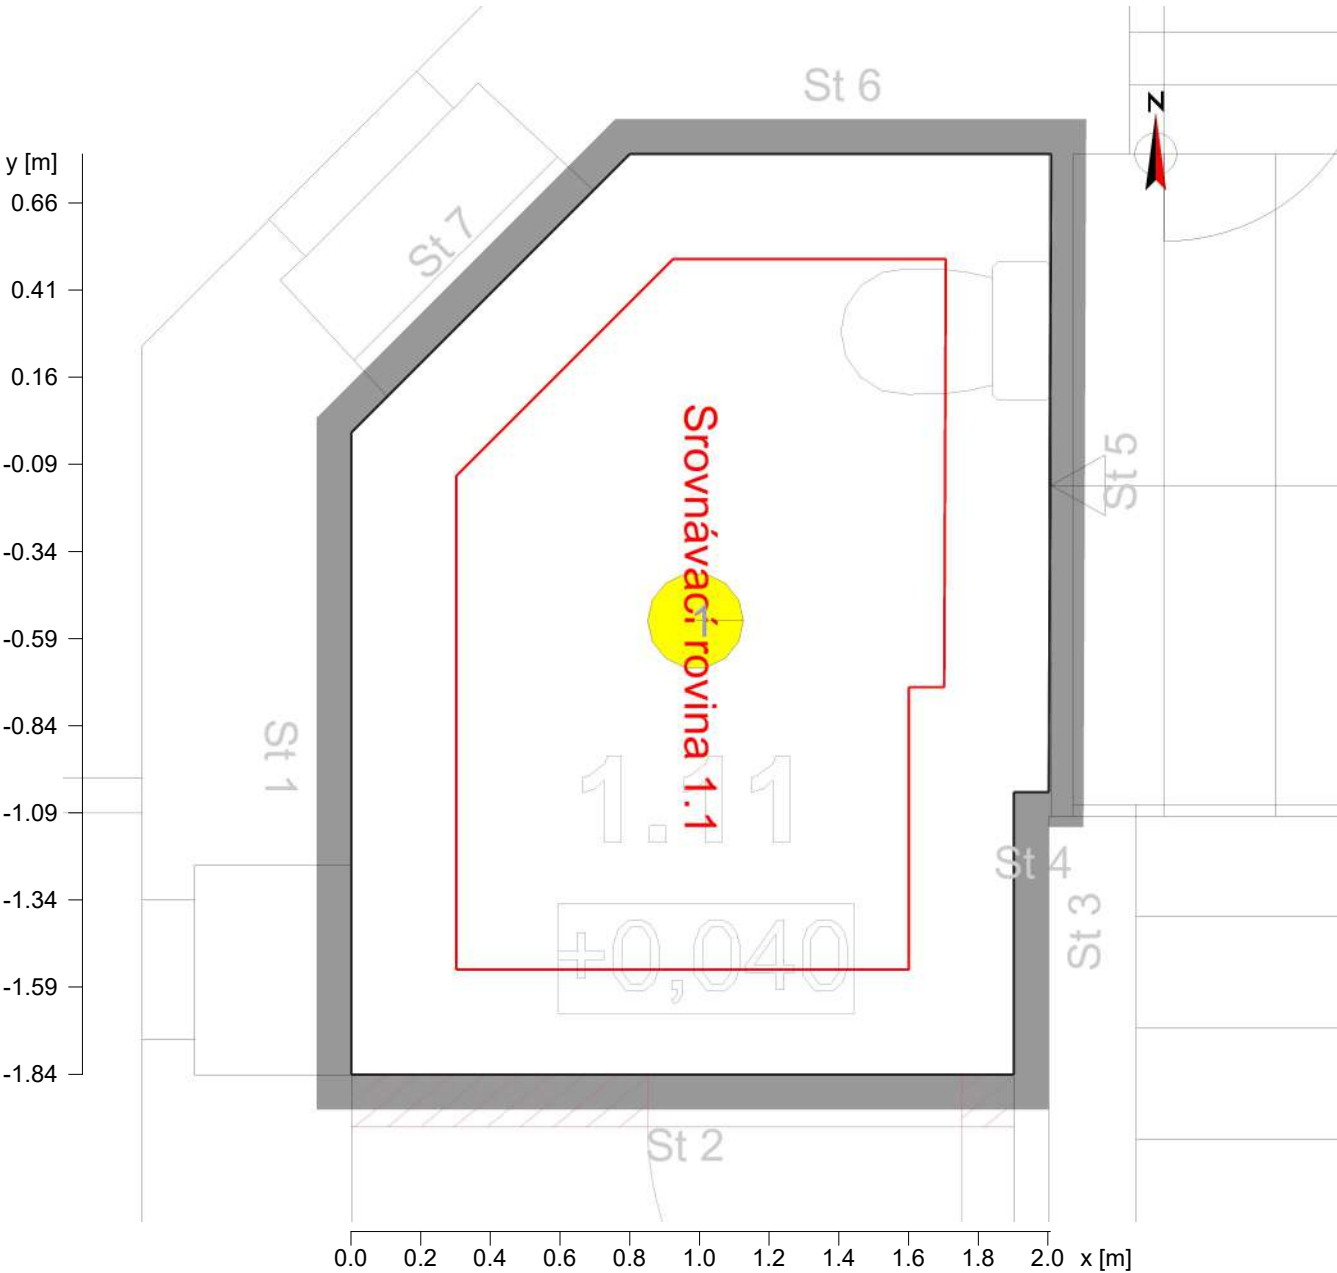 St 6
N
y [m]
0.66
St 7
0.41
0.16
-0.09
St 5
-0.34
Srovnávací rovina 1.1
1
-0.59
-0.84
St 1
1.11
-1.09
St 4
-1.34
St 3
+0,040
-1.59
-1.84
St 2
0.0 0.2 0.4 0.6 0.8 1.0 1.2 1.4 1.6 1.8 2.0 x [m]